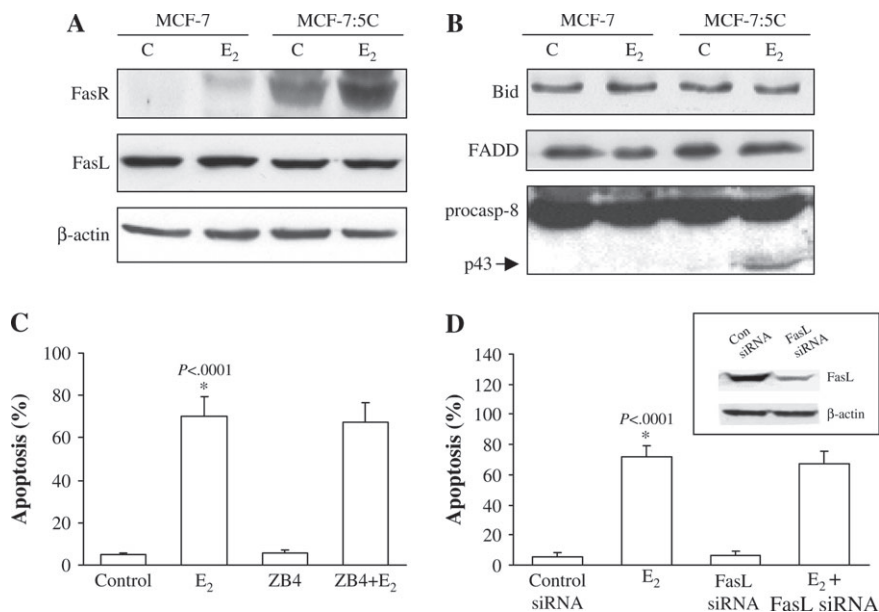 A
MCF-7 MCF-7:5C
C E₂ C E₂
FasR
FasL
β-actin
B
MCF-7 MCF-7:5C
C E₂ C E₂
Bid
FADD
procasp-8
p43
C
Apoptosis (%)
100
80
60
40
20
0
P<.0001
*
Control E₂ ZB4 ZB4+E₂
D
Apoptosis (%)
140
120
100
80
60
40
20
0
P<.0001
*
Control siRNA
E₂
FasL siRNA
E₂ + FasL siRNA
Con siRNA
FasL siRNA
FasL
β-actin